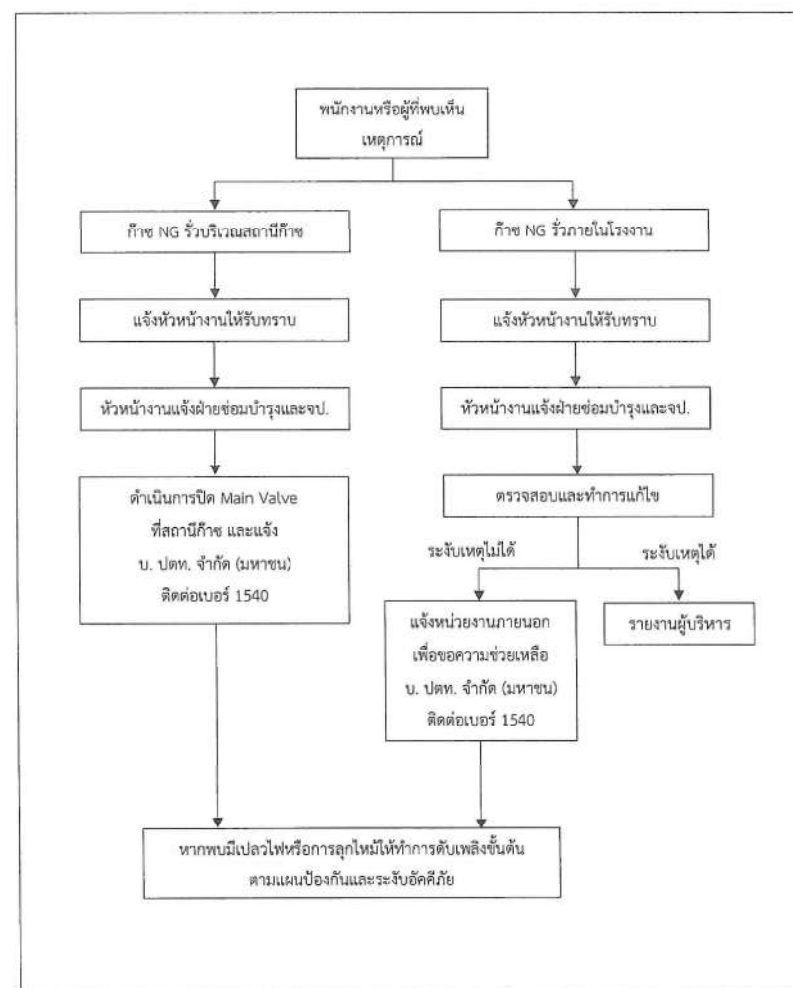 พนักงานหรือผู้ที่พบเห็น
เหตุการณ์
ก๊าซ NG รั่วบริเวณสถานีก๊าซ
ก๊าซ NG รั่วภายในโรงงาน
แจ้งหัวหน้างานให้รับทราบ
แจ้งหัวหน้างานให้รับทราบ
หัวหน้างานแจ้งฝ่ายซ่อมบำรุงและจป.
หัวหน้างานแจ้งฝ่ายซ่อมบำรุงและจป.
ดำเนินการปิด Main Valve
ที่สถานีก๊าซ และแจ้ง
บ. ปตท. จำกัด (มหาชน)
ติดต่อเบอร์ 1540
ตรวจสอบและทำการแก้ไข
ระงับเหตุไม่ได้
ระงับเหตุได้
แจ้งหน่วยงานภายนอก
เพื่อขอความช่วยเหลือ
บ. ปตท. จำกัด (มหาชน)
ติดต่อเบอร์ 1540
รายงานผู้บริหาร
หากพบมีเปลวไฟหรือการลุกไหม้ให้ทำการดับเพลิงขั้นต้น
ตามแผนป้องกันและระงับอัคคีภัย